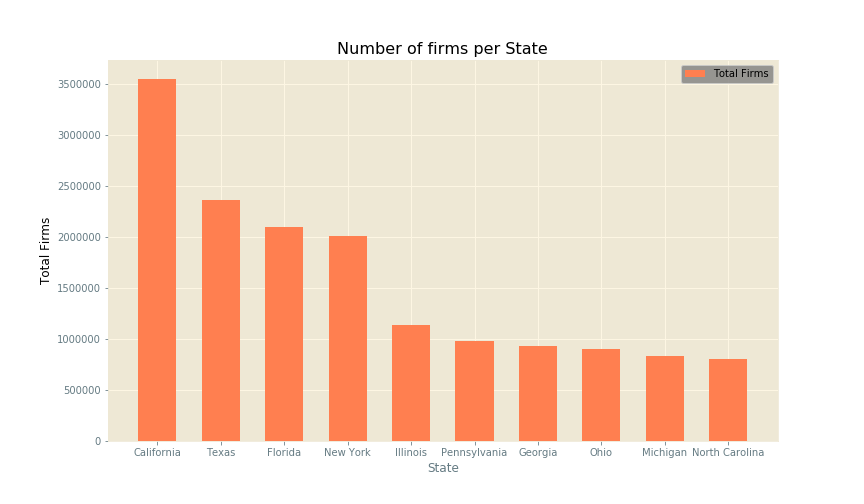 Number of firms per State
Total Firms
3500000
3000000
2500000
2000000
1500000
1000000
500000
0
Total Firms
California Texas Florida New York Illinois Pennsylvania Georgia Ohio Michigan North Carolina
State